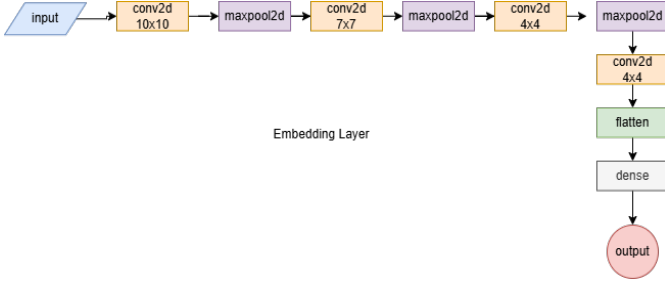 input
conv2d
10x10
maxpool2d
conv2d
7x7
maxpool2d
conv2d
4x4
maxpool2d
conv2d
4x4
flatten
Embedding Layer
dense
output